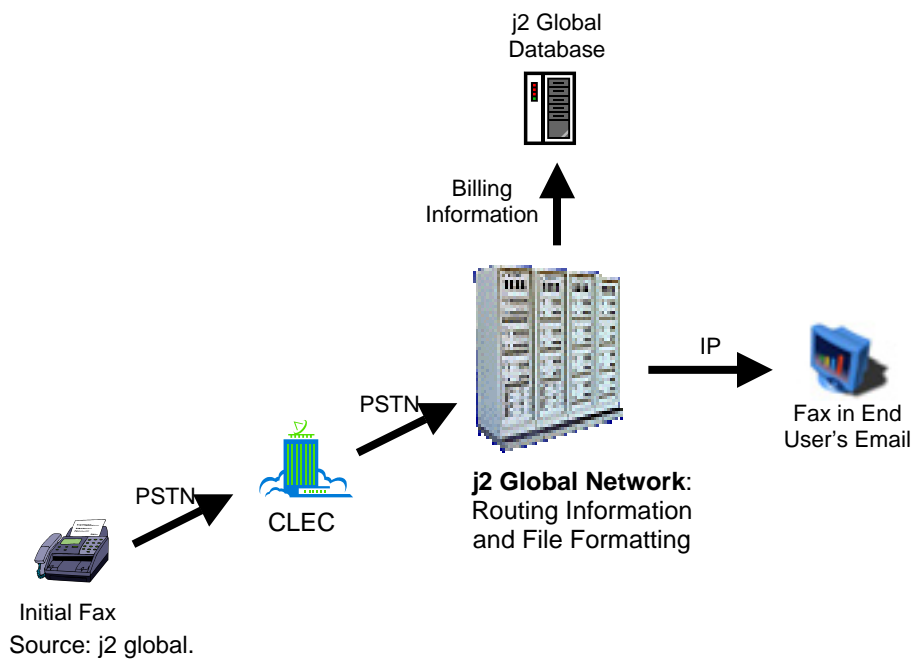 j2 Global
Database
Billing
Information
IP
PSTN
Fax in End
User's Email
j2 Global Network:
Routing Information
and File Formatting
PSTN
CLEC
Initial Fax
Source: j2 global.